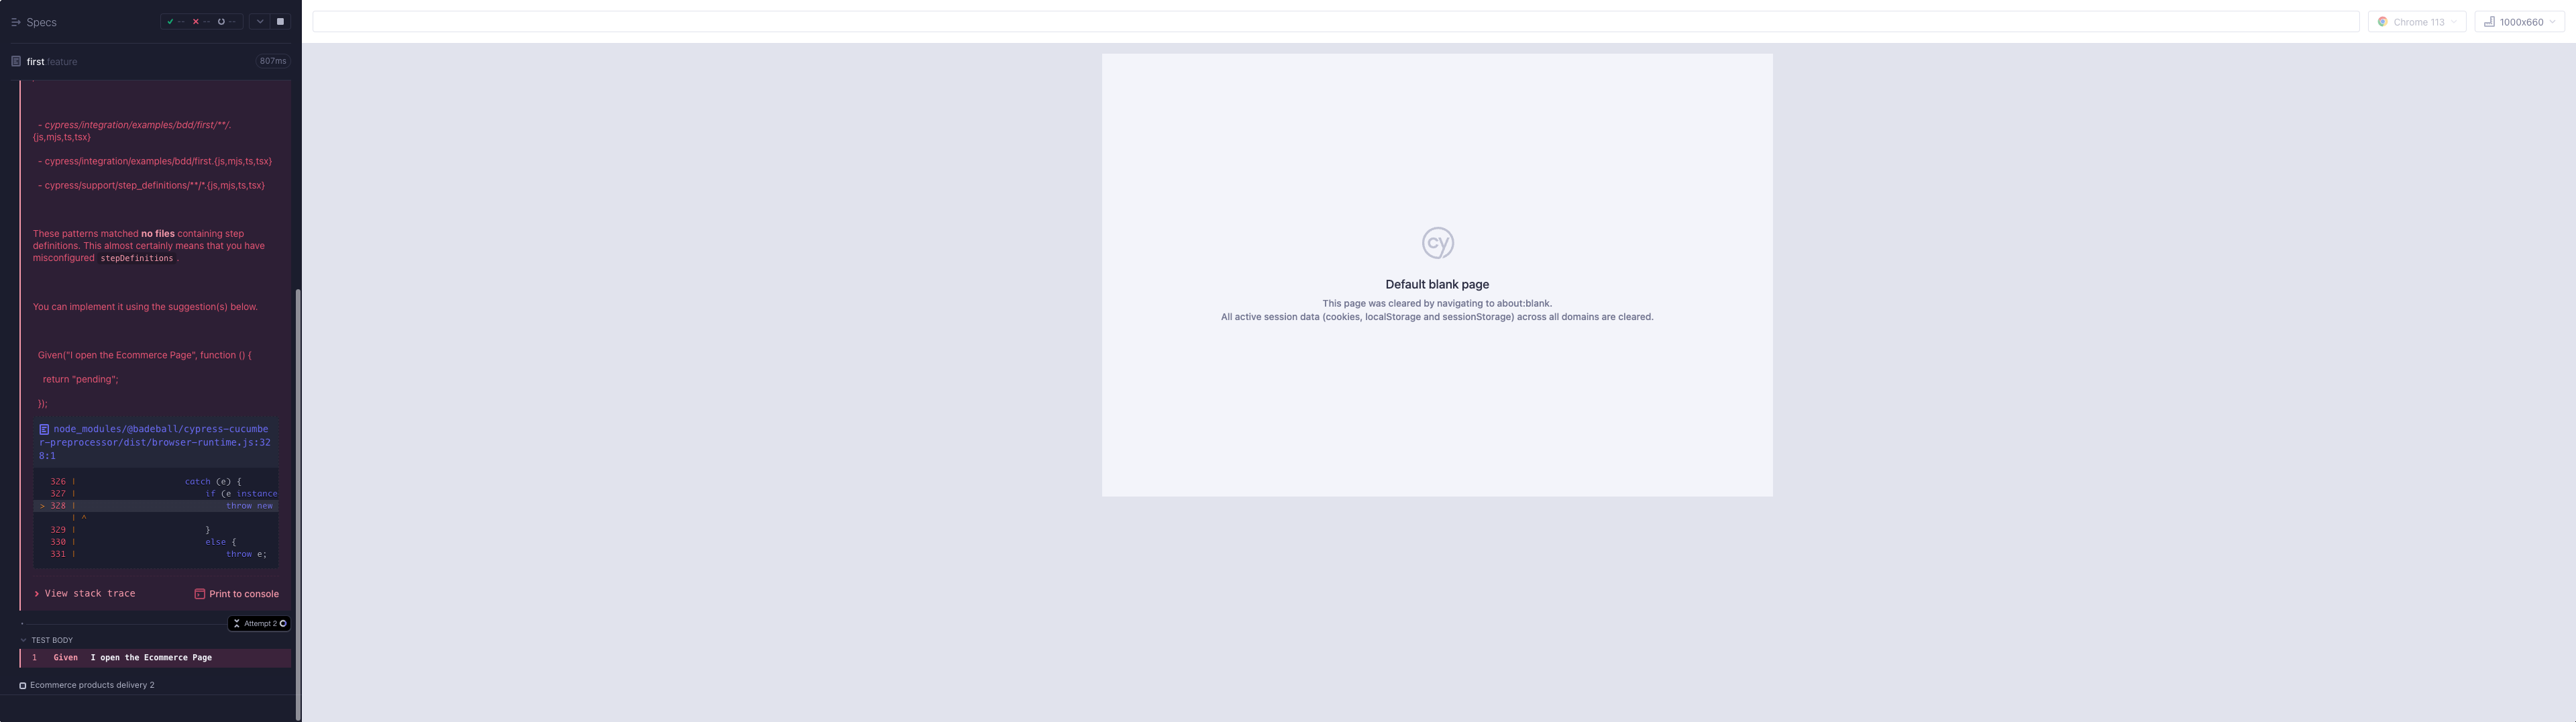 Specs
-- -- --
first.feature
807ms
- cypress/integration/examples/bdd/first/**/.
{js,mjs,ts,tsx}
- cypress/integration/examples/bdd/first.{js,mjs,ts,tsx}
- cypress/support/step_definitions/**/*.{js,mjs,ts,tsx}
These patterns matched no files containing step
definitions. This almost certainly means that you have
misconfigured stepDefinitions .
You can implement it using the suggestion(s) below.
Given("I open the Ecommerce Page", function () {
return "pending";
});
node_modules/@badeball/cypress-cucumbe
r-preprocessor/dist/browser-runtime.js:32
8:1
326 | catch (e) {
327 | if (e instance
> 328 | throw new
| ^
329 | }
330 | else {
331 | throw e;
> View stack trace
Print to console
Attempt 2
TEST BODY
1 Given I open the Ecommerce Page
Ecommerce products delivery 2
Chrome 113
1000x660
cy
Default blank page
This page was cleared by navigating to about:blank.
All active session data (cookies, localStorage and sessionStorage) across all domains are cleared.